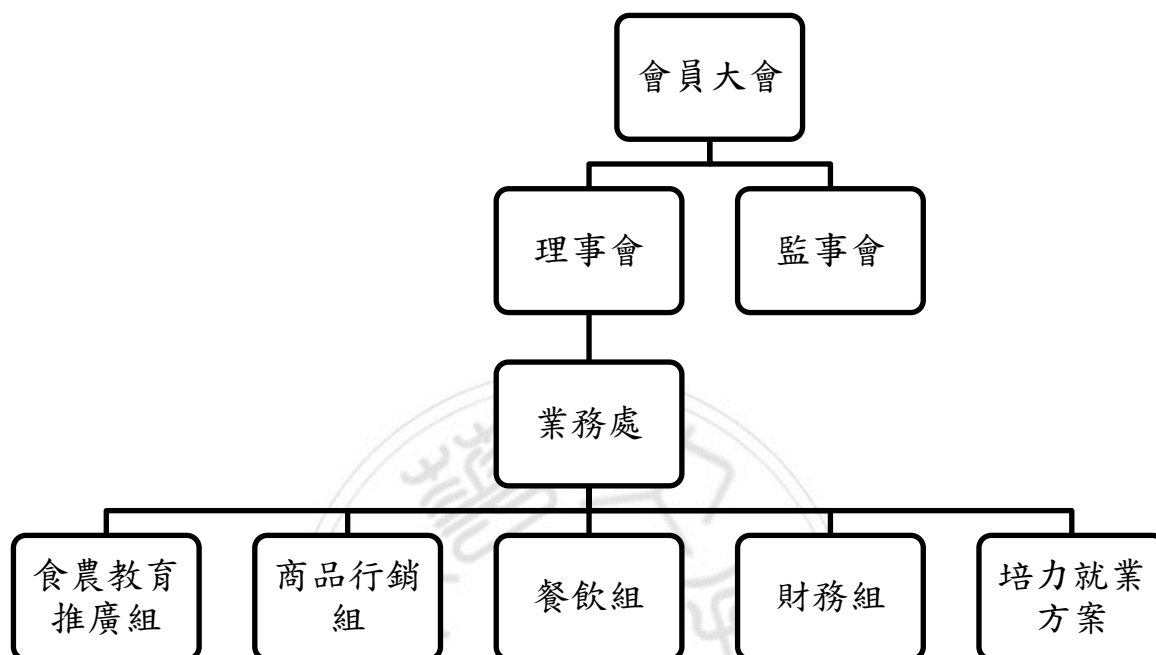 會員大會
理事會
監事會
業務處
食農教育
推廣組
商品行銷
組
餐飲組
財務組
培力就業
方案